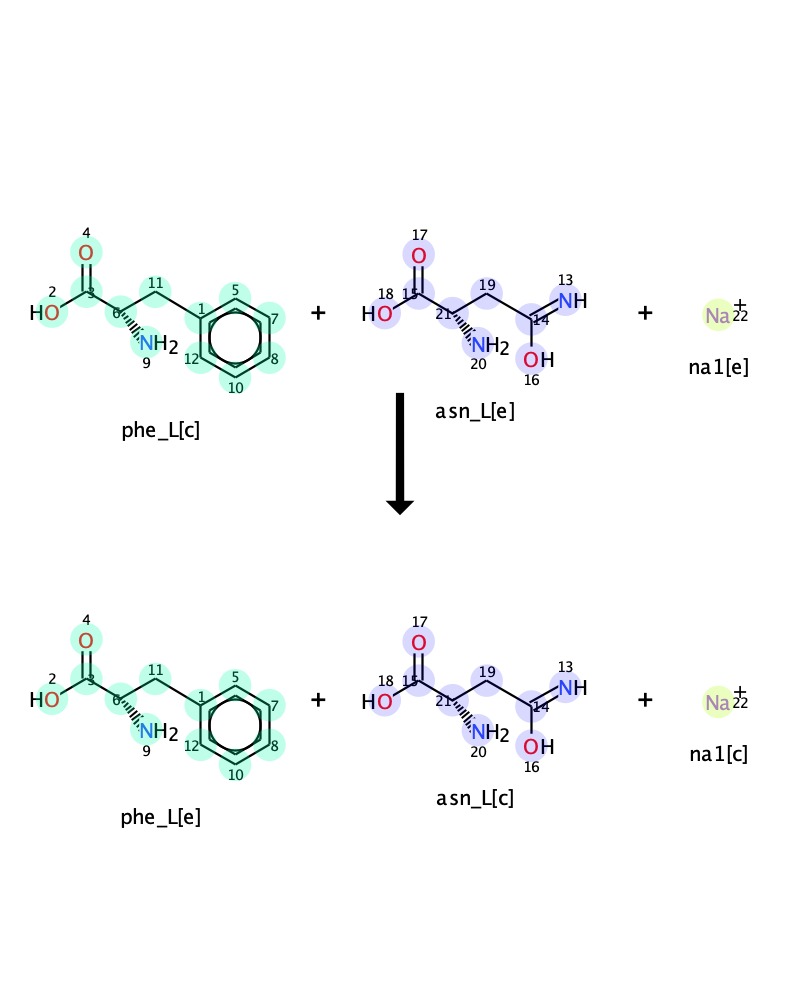 4 17
2 3 11 5 18 15 19 13
O O
HO 6 1 7 + HO 21 14 NH + Na+ 22
NH2 12 8 NH2 OH
9 10 20 16
na1[e]
phe_L[c] asn_L[e]
4 17
2 3 11 5 18 15 19 13
O O
HO 6 1 7 + HO 21 14 NH + Na+ 22
NH2 12 8 NH2 OH
9 10 20 16
na1[c]
phe_L[e] asn_L[c]